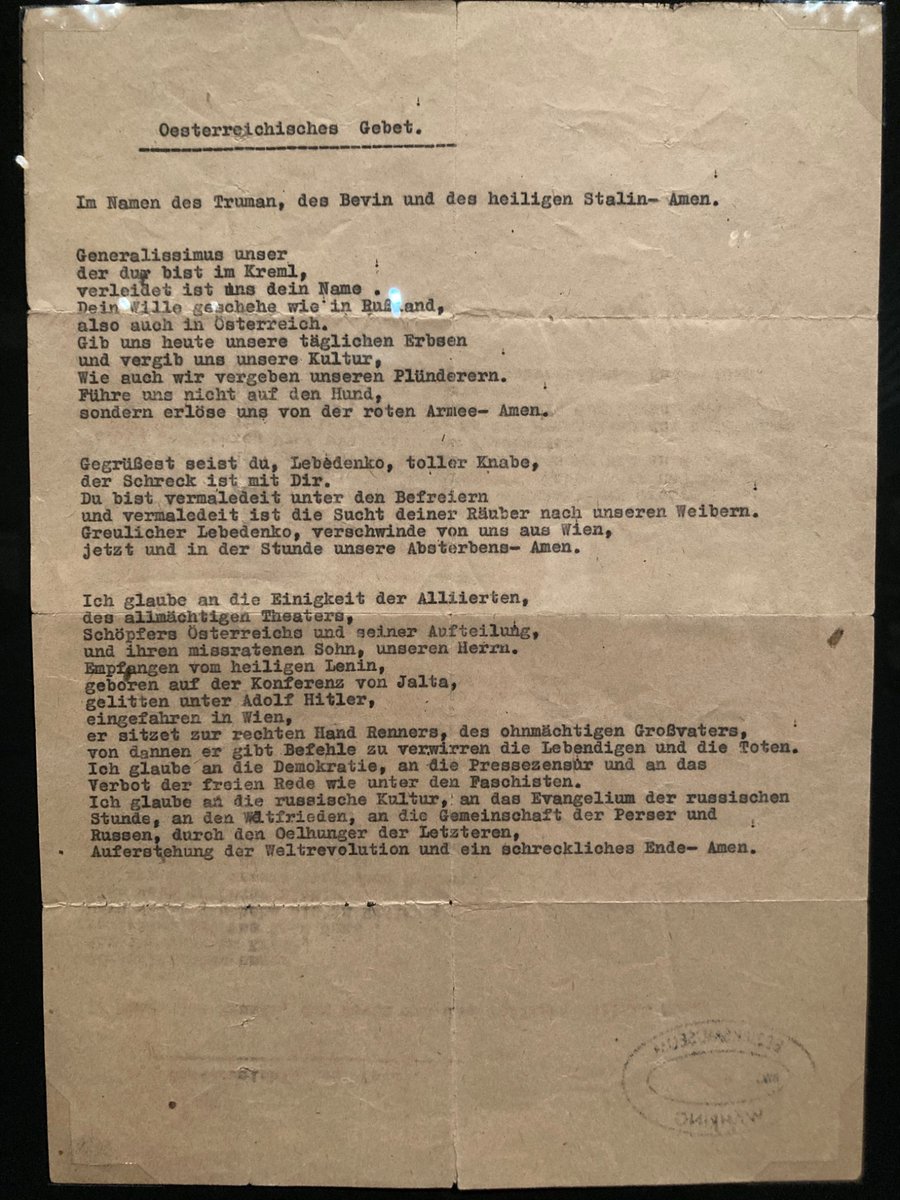 Oesterreichisches Gebet.
Im Namen des Truman, des Bevin und des heiligen Stalin- Amen.
Generalissimus unser
der du bist im Kreml,
verleidet ist uns dein Name .
Dein Wille geschehe wie in Rußland,
also auch in Österreich.
Gib uns heute unsere täglichen Erbsen
und vergib uns unsere Kultur,
Wie auch wir vergeben unseren Plünderern.
Führe uns nicht auf den Hund,
sondern erlöse uns von der roten Armee- Amen.
Gegrüßest seist du, Lebedenko, toller Knabe,
der Schreck ist mit Dir.
Du bist vermaledeit unter den Befreiern
und vermaledeit ist die Sucht deiner Räuber nach unseren Weibern.
Greulicher Lebedenko, verschwinde von uns aus Wien,
jetzt und in der Stunde unsere Absterbens- Amen.
Ich glaube an die Einigkeit der Alliierten,
des allmächtigen Theaters,
Schöpfers Österreichs und seiner Aufteilung,
und ihren missratenen Sohn, unseren Herrn.
Empfangen vom heiligen Lenin,
geboren auf der Konferenz von Jalta,
gelitten unter Adolf Hitler,
eingefahren in Wien,
er sitzet zur rechten Hand Renners, des ohnmächtigen Großvaters,
von dannen er gibt Befehle zu verwirren die Lebendigen und die Toten.
Ich glaube an die Demokratie, an die Pressezensur und an das
Verbot der freien Rede wie unter den Faschisten.
Ich glaube an die russische Kultur, an das Evangelium der russischen
Stunde, an den Weltfrieden, an die Gemeinschaft der Perser und
Russen, durch den Oelhunger der Letzteren,
Auferstehung der Weltrevolution und ein schreckliches Ende- Amen.
BEZIRKSMUSEUM
WÄHRING